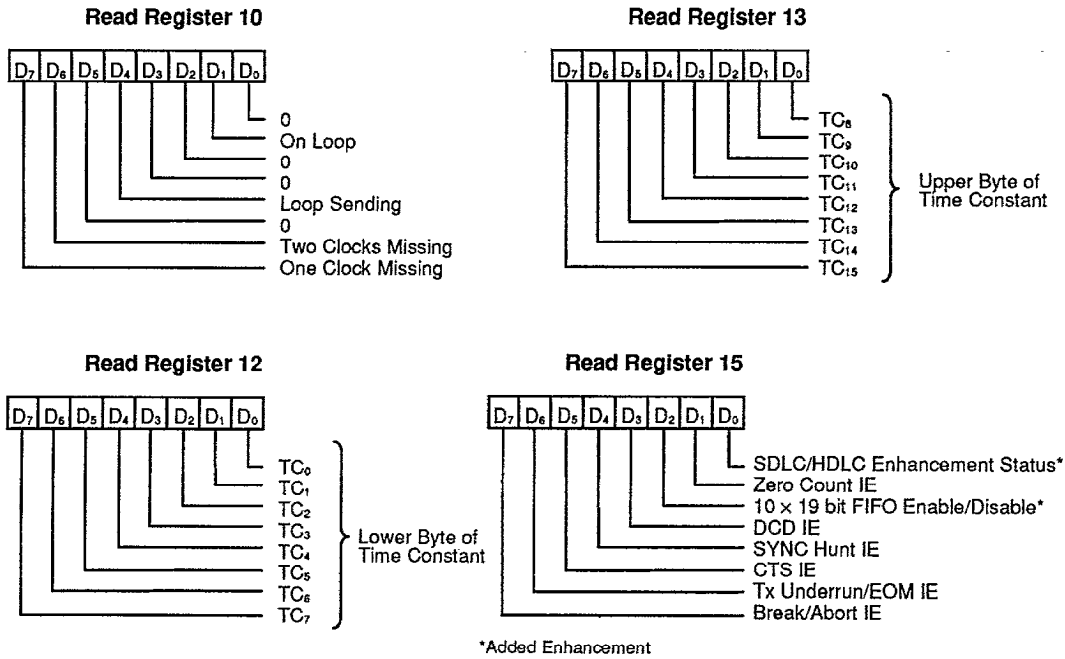 Read Register 10
D7 D6 D5 D4 D3 D2 D1 D0
0
On Loop
0
0
Loop Sending
0
Two Clocks Missing
One Clock Missing
Read Register 13
D7 D6 D5 D4 D3 D2 D1 D0
TC8
TC9
TC10
TC11
TC12
TC13
TC14
TC15
Upper Byte of
Time Constant
Read Register 12
D7 D6 D5 D4 D3 D2 D1 D0
TC0
TC1
TC2
TC3
TC4
TC5
TC6
TC7
Lower Byte of
Time Constant
Read Register 15
D7 D6 D5 D4 D3 D2 D1 D0
SDLC/HDLC Enhancement Status*
Zero Count IE
10 × 19 bit FIFO Enable/Disable*
DCD IE
SYNC Hunt IE
CTS IE
Tx Underrun/EOM IE
Break/Abort IE
*Added Enhancement